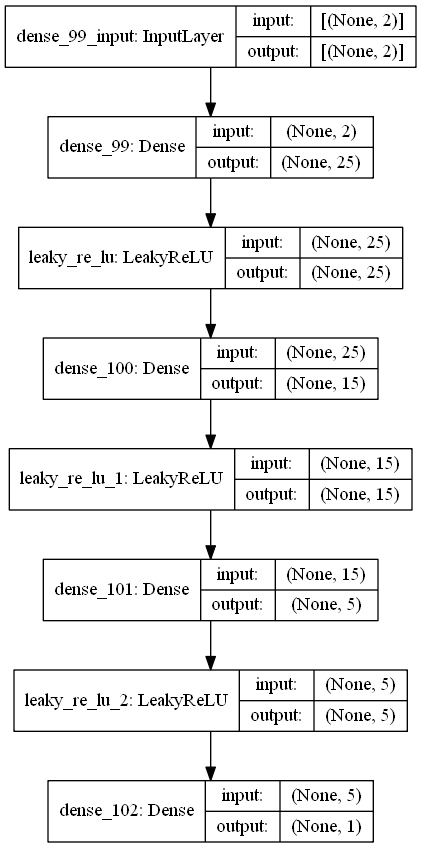 dense_99_input: InputLayer
input: [(None, 2)]
output: [(None, 2)]
dense_99: Dense
input: (None, 2)
output: (None, 25)
leaky_re_lu: LeakyReLU
input: (None, 25)
output: (None, 25)
dense_100: Dense
input: (None, 25)
output: (None, 15)
leaky_re_lu_1: LeakyReLU
input: (None, 15)
output: (None, 15)
dense_101: Dense
input: (None, 15)
output: (None, 5)
leaky_re_lu_2: LeakyReLU
input: (None, 5)
output: (None, 5)
dense_102: Dense
input: (None, 5)
output: (None, 1)